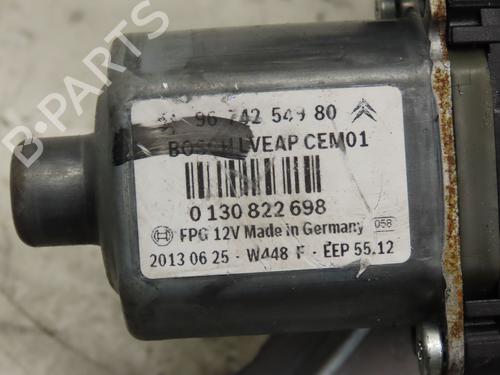 96 742 549 80
BOSCH LVEAP CEM01
0 130 822 698
FPG 12V Made in Germany 058
2013 06 25 - W448 F - EEP 55.12
B-PARTS